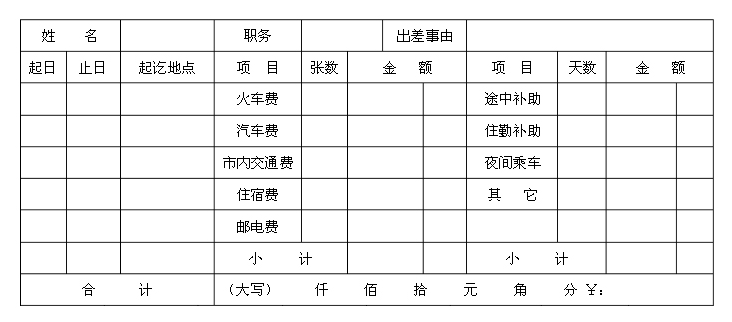 姓 名 职务 出差事由
起日 止日 起讫地点 项 目 张数 金 额 项 目 天数 金 额
火车费 途中补助
汽车费 住勤补助
市内交通费 夜间乘车
住宿费 其 它
邮电费
小 计 小 计
合 计 （大写） 仟 佰 拾 元 角 分 ￥：